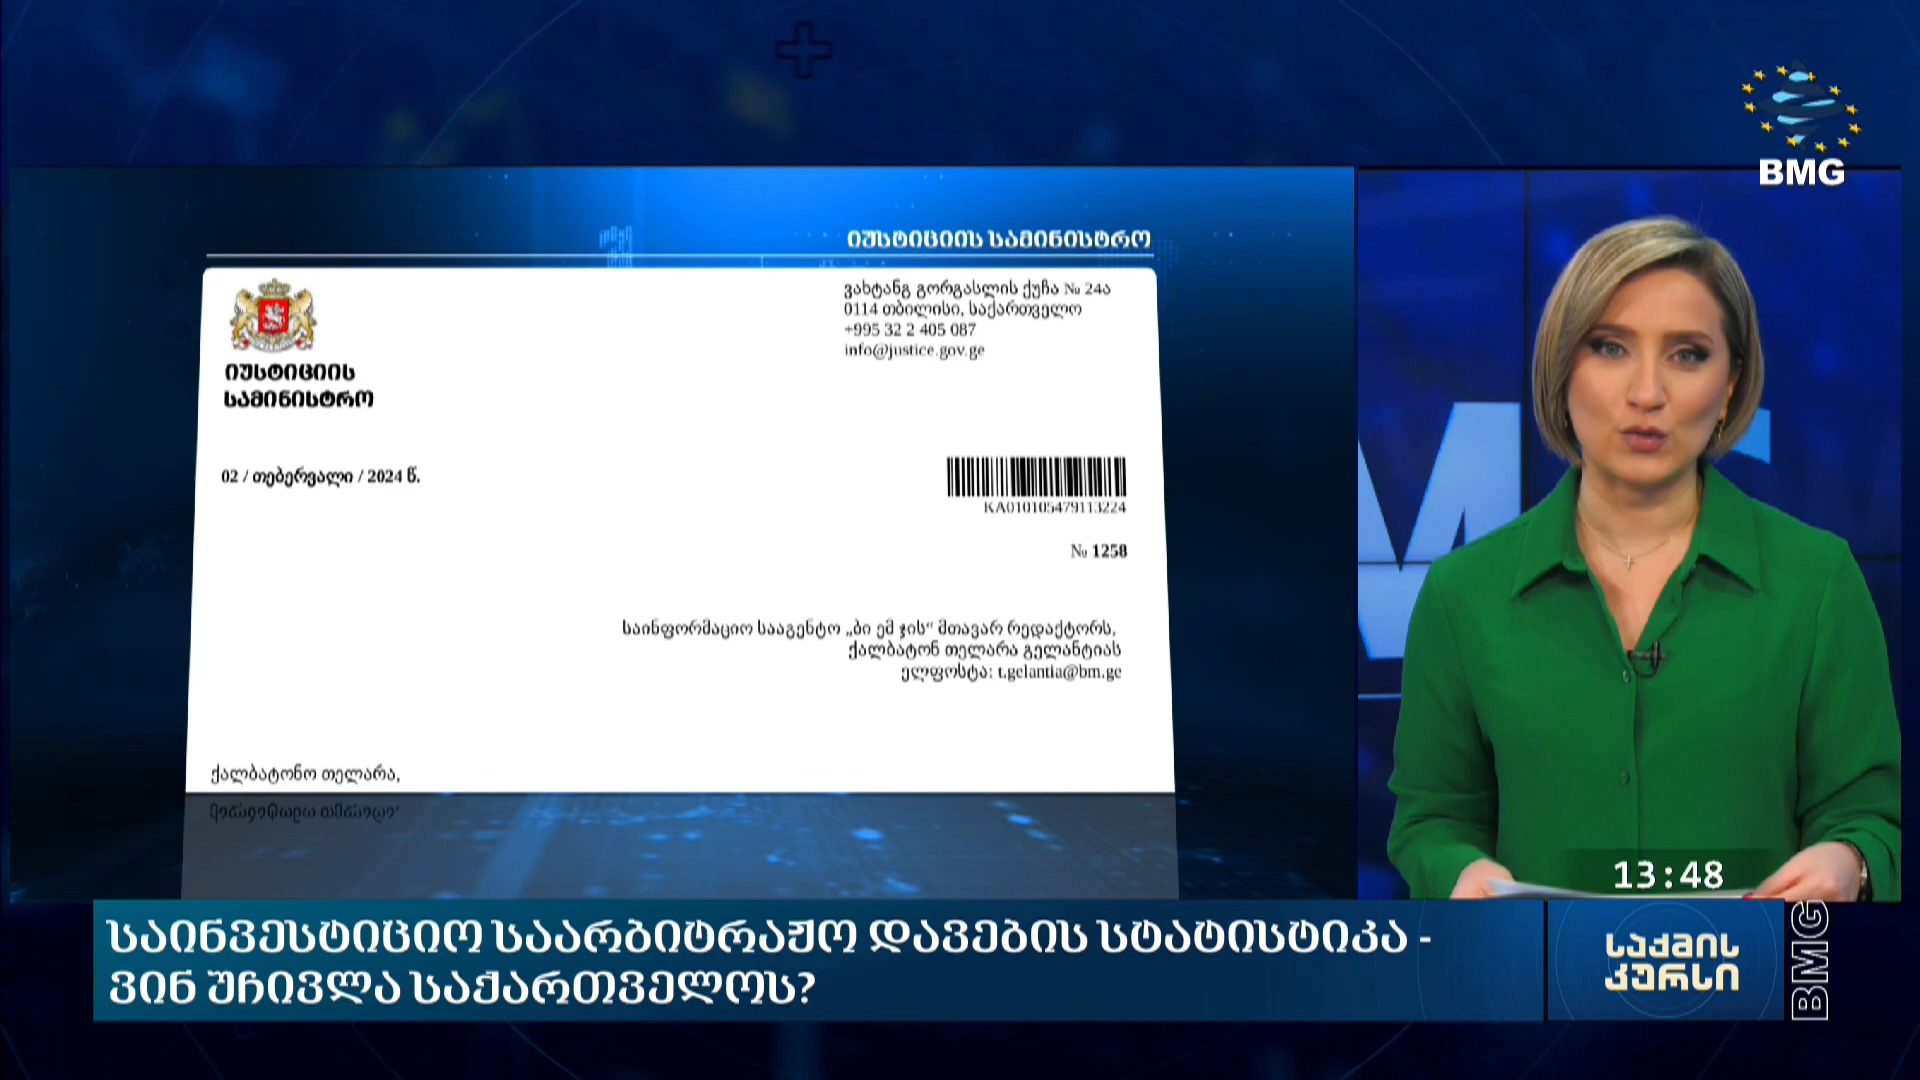 BMG
იუსტიციის სამინისტრო
ვახტანგ გორგასლის ქუჩა № 24ა
0114 თბილისი, საქართველო
+995 32 2 405 087
info@justice.gov.ge
იუსტიციის
სამინისტრო
02 / თებერვალი / 2024 წ.
KA010105479113224
№ 1258
საინფორმაციო სააგენტო „ბი ემ ჯის“ მთავარ რედაქტორს,
ქალბატონ თელარა გელანტიას
ელფოსტა: t.gelantia@bm.ge
ქალბატონო თელარა,
13:48
საინვესტიციო საარბიტრაჟო დავების სტატისტიკა -
ვინ უჩივლა საქართველოს?
საქმის
კურსი
BMG